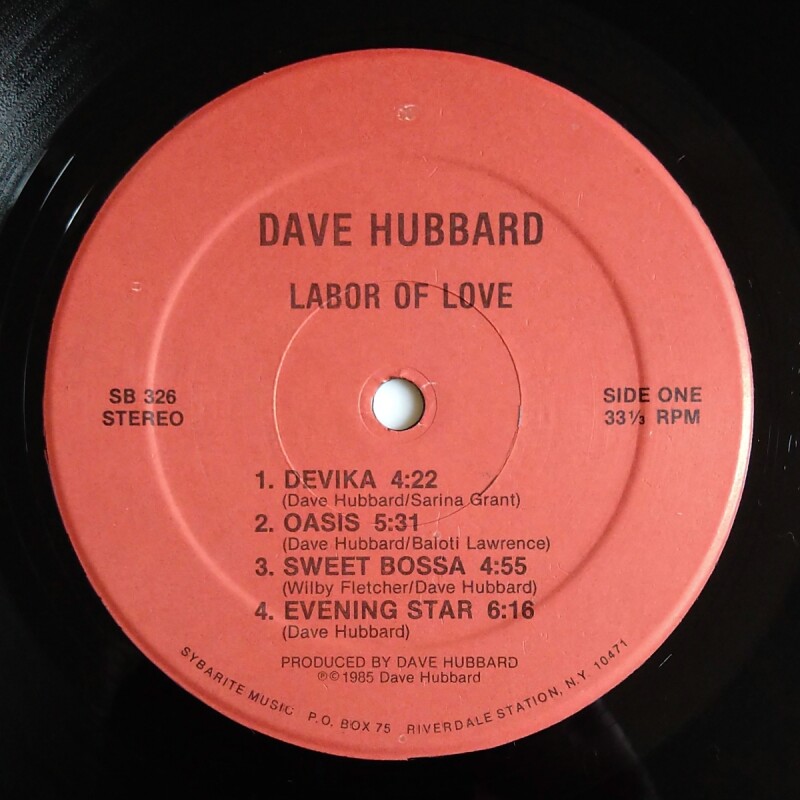 DAVE HUBBARD
LABOR OF LOVE
SB 326
STEREO
SIDE ONE
33⅓ RPM
1. DEVIKA 4:22
(Dave Hubbard/Sarina Grant)
2. OASIS 5:31
(Dave Hubbard/Baloti Lawrence)
3. SWEET BOSSA 4:55
(Wilby Fletcher/Dave Hubbard)
4. EVENING STAR 6:16
(Dave Hubbard)
PRODUCED BY DAVE HUBBARD
℗© 1985 Dave Hubbard
SYBARITE MUSIC P.O. BOX 75 RIVERDALE STATION, N.Y. 10471